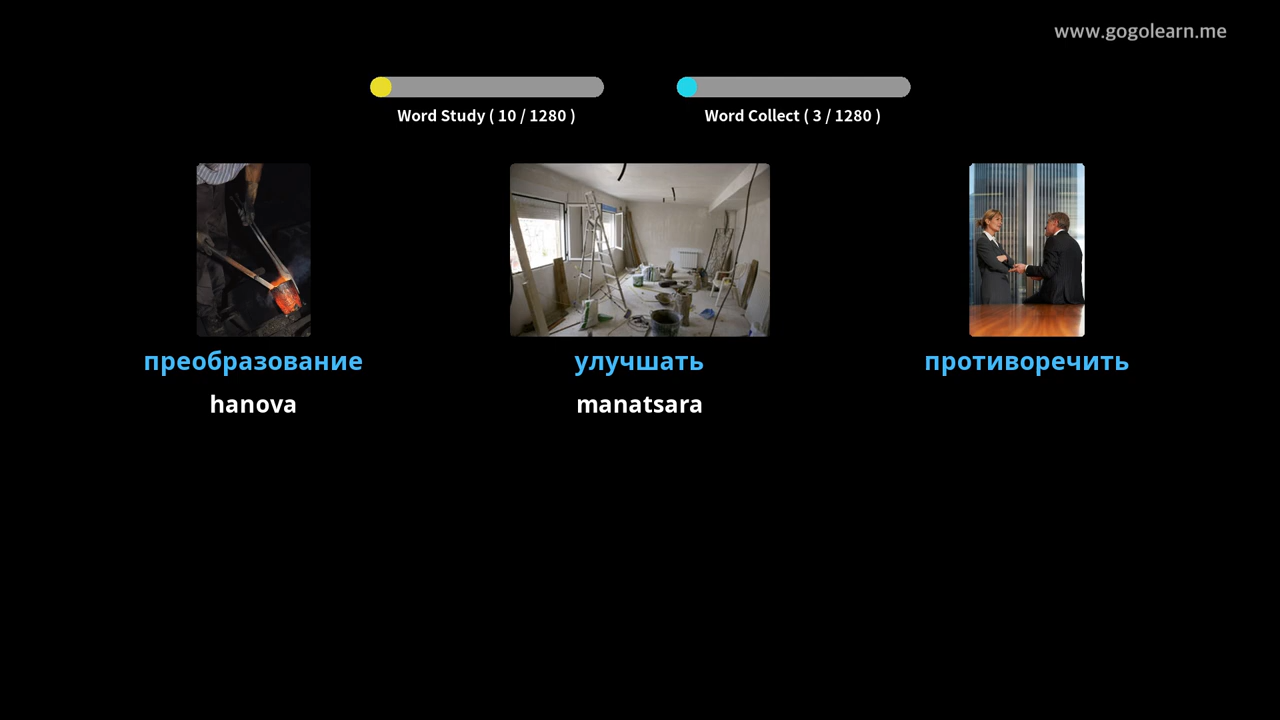 www.gogolearn.me
Word Study ( 10 / 1280 )
Word Collect ( 3 / 1280 )
преобразование
улучшать
противоречить
hanova
manatsara